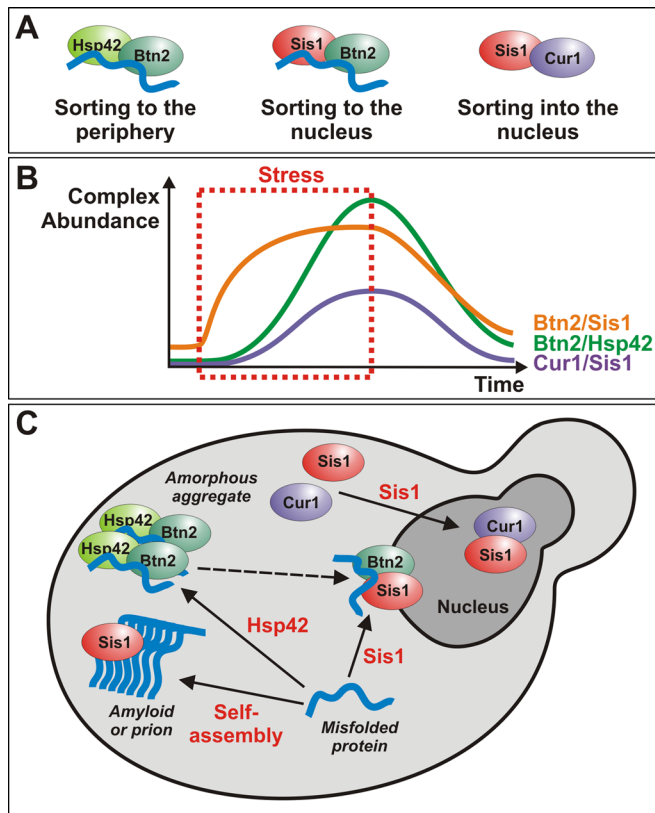 A
Hsp42
Btn2
Sorting to the
periphery
Sis1
Btn2
Sorting to the
nucleus
Sis1
Cur1
Sorting into the
nucleus
B
Complex
Abundance
Stress
Btn2/Sis1
Btn2/Hsp42
Cur1/Sis1
Time
C
Amorphous
aggregate
Sis1
Cur1
Sis1
Hsp42
Btn2
Hsp42
Btn2
Cur1
Sis1
Btn2
Sis1
Nucleus
Hsp42
Sis1
Sis1
Amyloid
or prion
Self-
assembly
Misfolded
protein